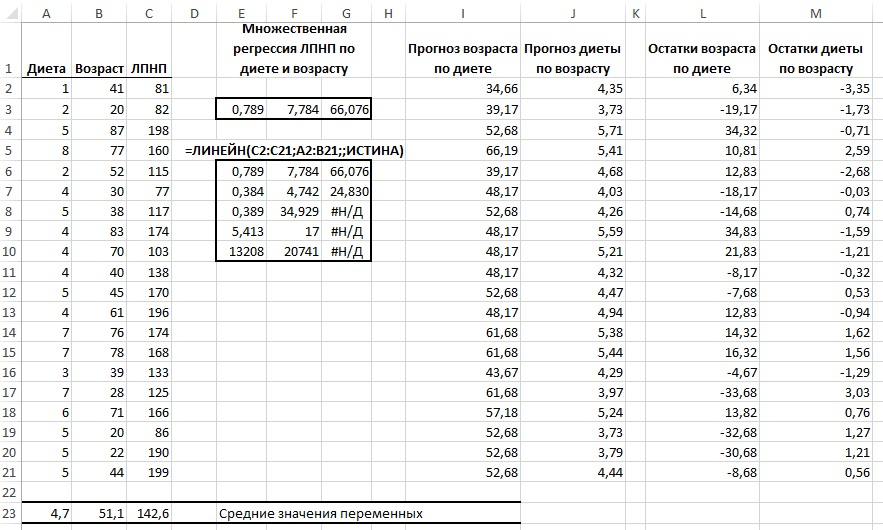 A B C D E F G H I J K L M
1 Диета Возраст ЛПНП Множественная регрессия ЛПНП по диете и возрасту Прогноз возраста по диете Прогноз диеты по возрасту Остатки возраста по диете Остатки диеты по возрасту
2 1 41 81 34,66 4,35 6,34 -3,35
3 2 20 82 0,789 7,784 66,076 39,17 3,73 -19,17 -1,73
4 5 87 198 52,68 5,71 34,32 -0,71
5 8 77 160 =ЛИНЕЙН(C2:C21;A2:B21;;ИСТИНА) 66,19 5,41 10,81 2,59
6 2 52 115 0,789 7,784 66,076 39,17 4,68 12,83 -2,68
7 4 30 77 0,384 4,742 24,830 48,17 4,03 -18,17 -0,03
8 5 38 117 0,389 34,929 #Н/Д 52,68 4,26 -14,68 0,74
9 4 83 174 5,413 17 #Н/Д 48,17 5,59 34,83 -1,59
10 4 70 103 13208 20741 #Н/Д 48,17 5,21 21,83 -1,21
11 4 40 138 48,17 4,32 -8,17 -0,32
12 5 45 170 52,68 4,47 -7,68 0,53
13 4 61 196 48,17 4,94 12,83 -0,94
14 7 76 174 61,68 5,38 14,32 1,62
15 7 78 168 61,68 5,44 16,32 1,56
16 3 39 133 43,67 4,29 -4,67 -1,29
17 7 28 125 61,68 3,97 -33,68 3,03
18 6 71 166 57,18 5,24 13,82 0,76
19 5 20 86 52,68 3,73 -32,68 1,27
20 5 22 190 52,68 3,79 -30,68 1,21
21 5 44 199 52,68 4,44 -8,68 0,56
22
23 4,7 51,1 142,6 Средние значения переменных